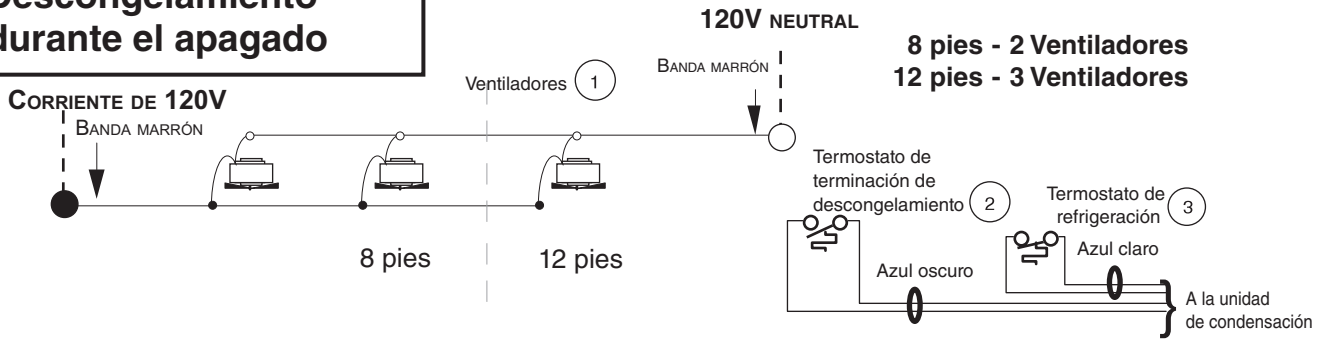 Descongelamiento
durante el apagado
120V NEUTRAL
8 pies - 2 Ventiladores
12 pies - 3 Ventiladores
BANDA MARRÓN
Ventiladores 1
CORRIENTE DE 120V
BANDA MARRÓN
Termostato de
terminación de
descongelamiento 2
Termostato de
refrigeración 3
Azul claro
Azul oscuro
8 pies
12 pies
A la unidad
de condensación